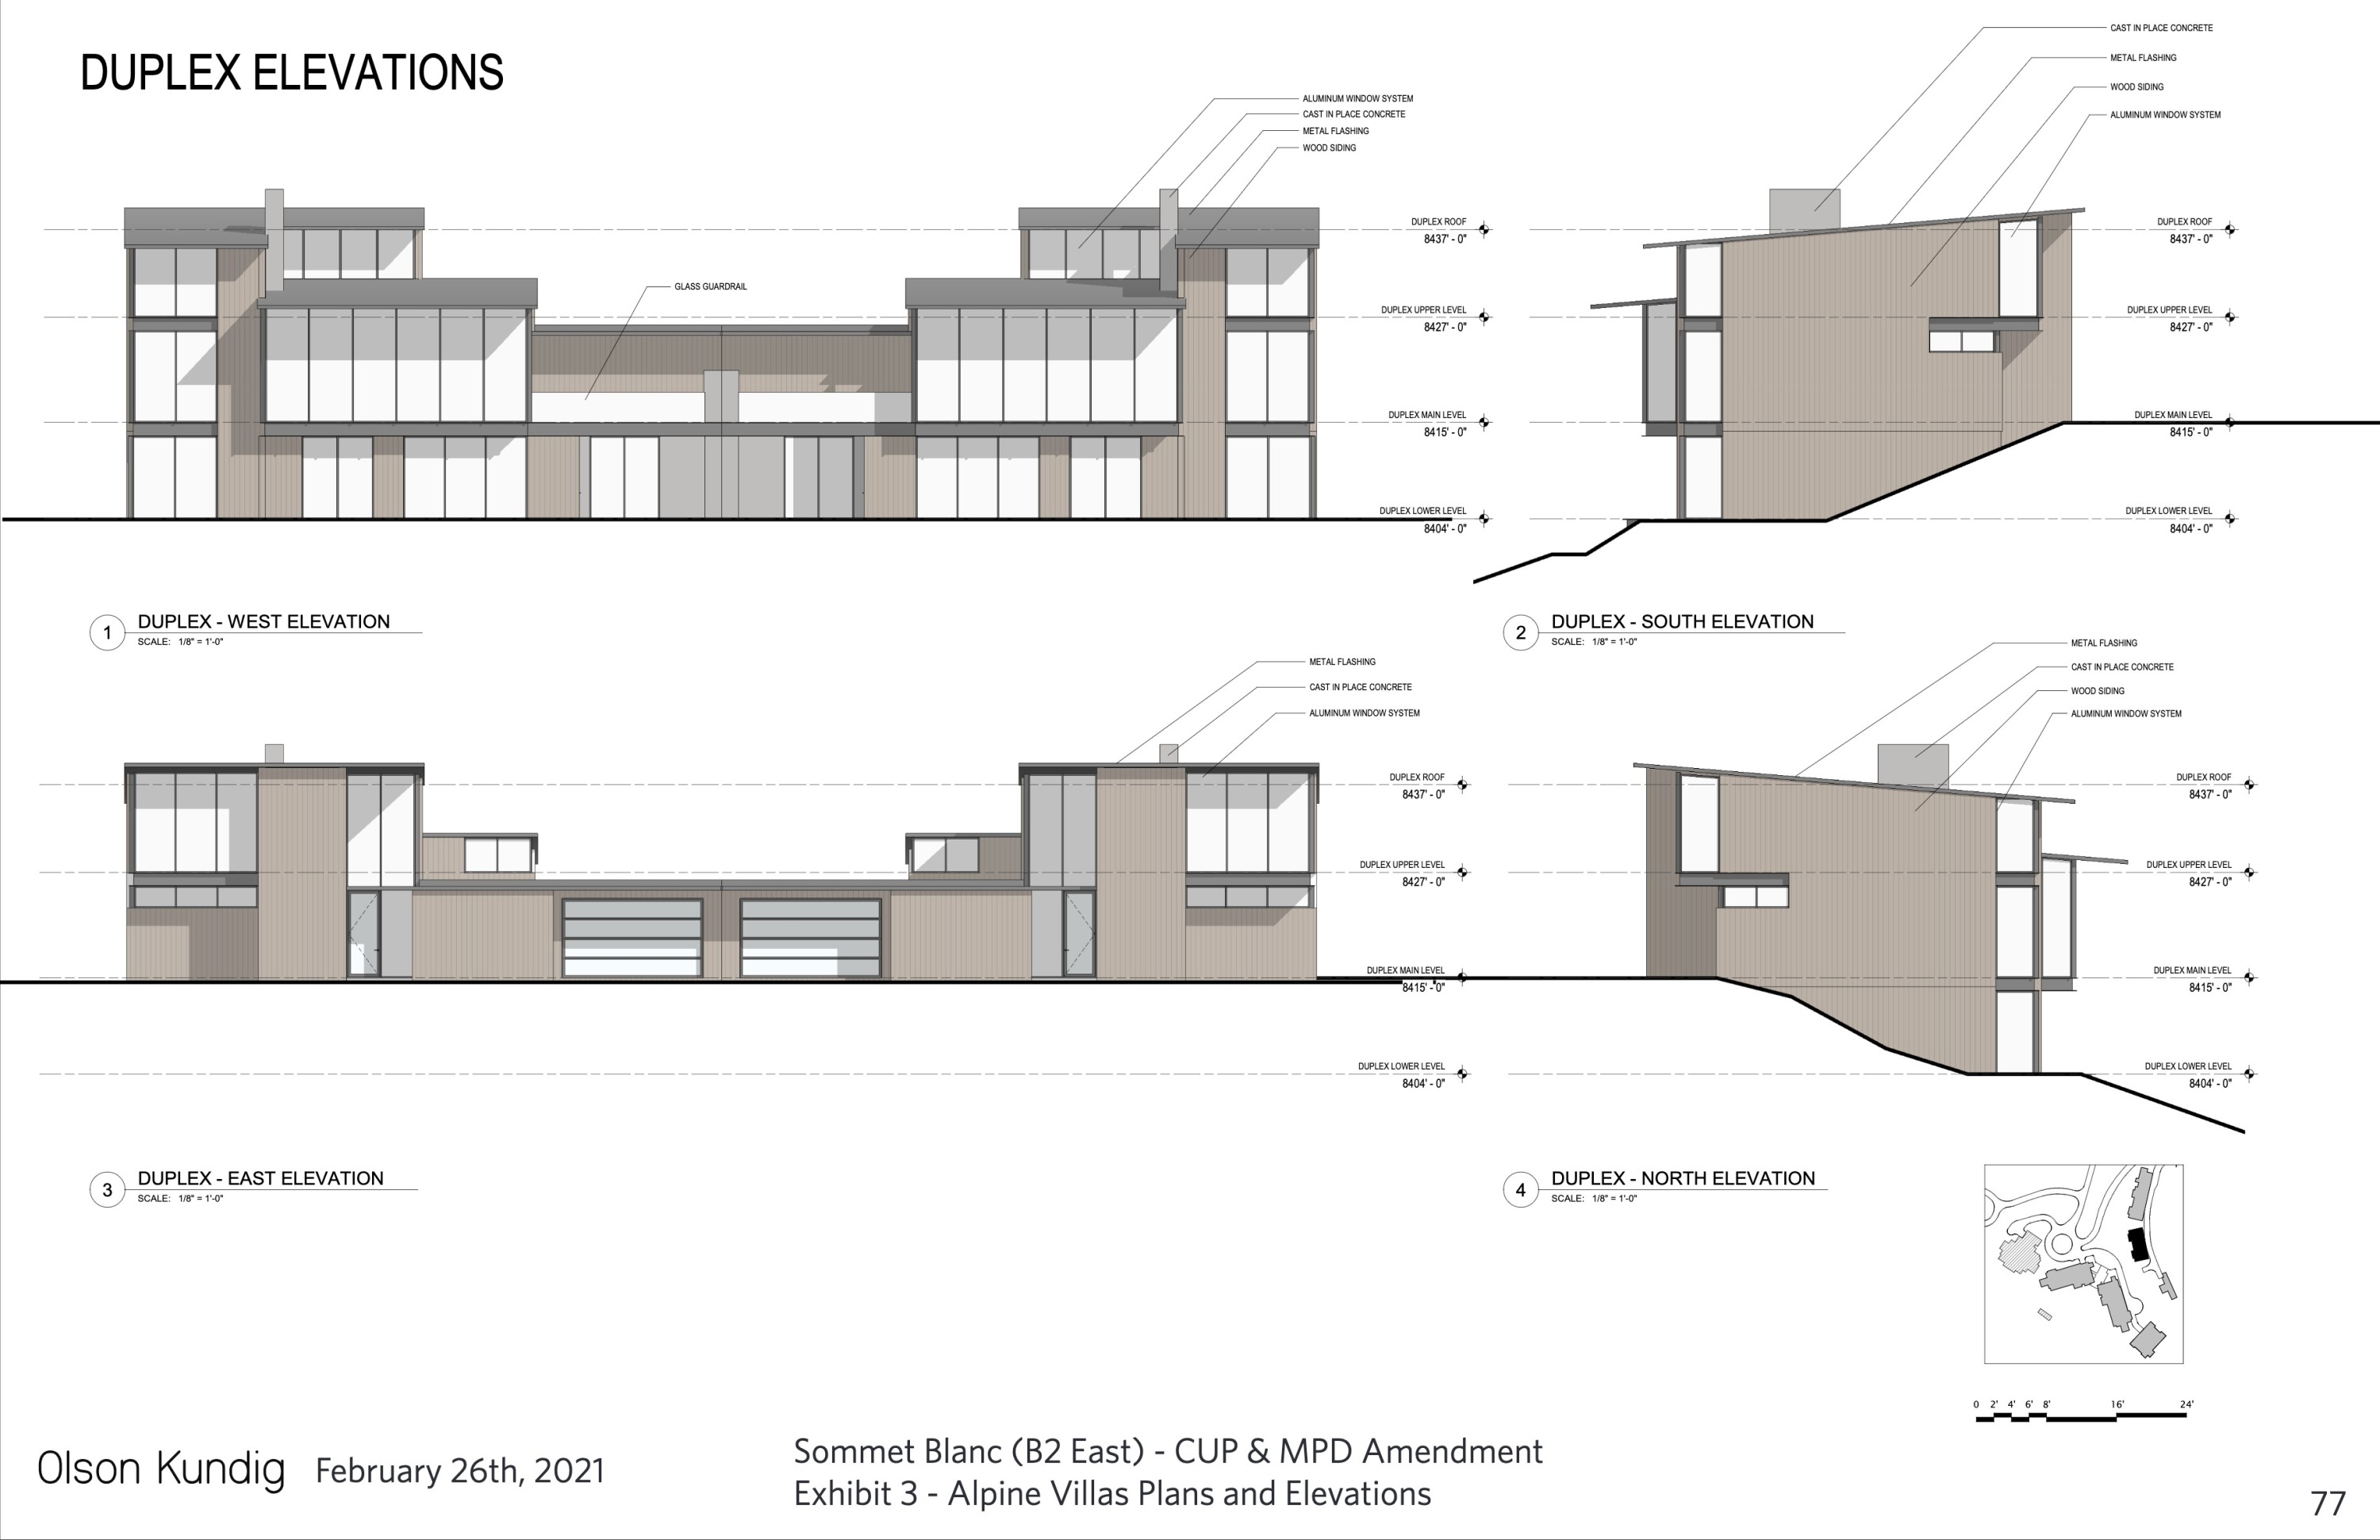 DUPLEX ELEVATIONS
ALUMINUM WINDOW SYSTEM
CAST IN PLACE CONCRETE
METAL FLASHING
WOOD SIDING
GLASS GUARDRAIL
DUPLEX ROOF
8437' - 0"
DUPLEX UPPER LEVEL
8427' - 0"
DUPLEX MAIN LEVEL
8415' - 0"
DUPLEX LOWER LEVEL
8404' - 0"
1
DUPLEX - WEST ELEVATION
SCALE: 1/8" = 1'-0"
CAST IN PLACE CONCRETE
METAL FLASHING
WOOD SIDING
ALUMINUM WINDOW SYSTEM
DUPLEX ROOF
8437' - 0"
DUPLEX UPPER LEVEL
8427' - 0"
DUPLEX MAIN LEVEL
8415' - 0"
DUPLEX LOWER LEVEL
8404' - 0"
2
DUPLEX - SOUTH ELEVATION
SCALE: 1/8" = 1'-0"
METAL FLASHING
CAST IN PLACE CONCRETE
ALUMINUM WINDOW SYSTEM
DUPLEX ROOF
8437' - 0"
DUPLEX UPPER LEVEL
8427' - 0"
DUPLEX MAIN LEVEL
8415' - 0"
DUPLEX LOWER LEVEL
8404' - 0"
3
DUPLEX - EAST ELEVATION
SCALE: 1/8" = 1'-0"
METAL FLASHING
CAST IN PLACE CONCRETE
WOOD SIDING
ALUMINUM WINDOW SYSTEM
DUPLEX ROOF
8437' - 0"
DUPLEX UPPER LEVEL
8427' - 0"
DUPLEX MAIN LEVEL
8415' - 0"
DUPLEX LOWER LEVEL
8404' - 0"
4
DUPLEX - NORTH ELEVATION
SCALE: 1/8" = 1'-0"
0 2' 4' 6' 8' 16' 24'
Olson Kundig February 26th, 2021
Sommet Blanc (B2 East) - CUP & MPD Amendment
Exhibit 3 - Alpine Villas Plans and Elevations
77